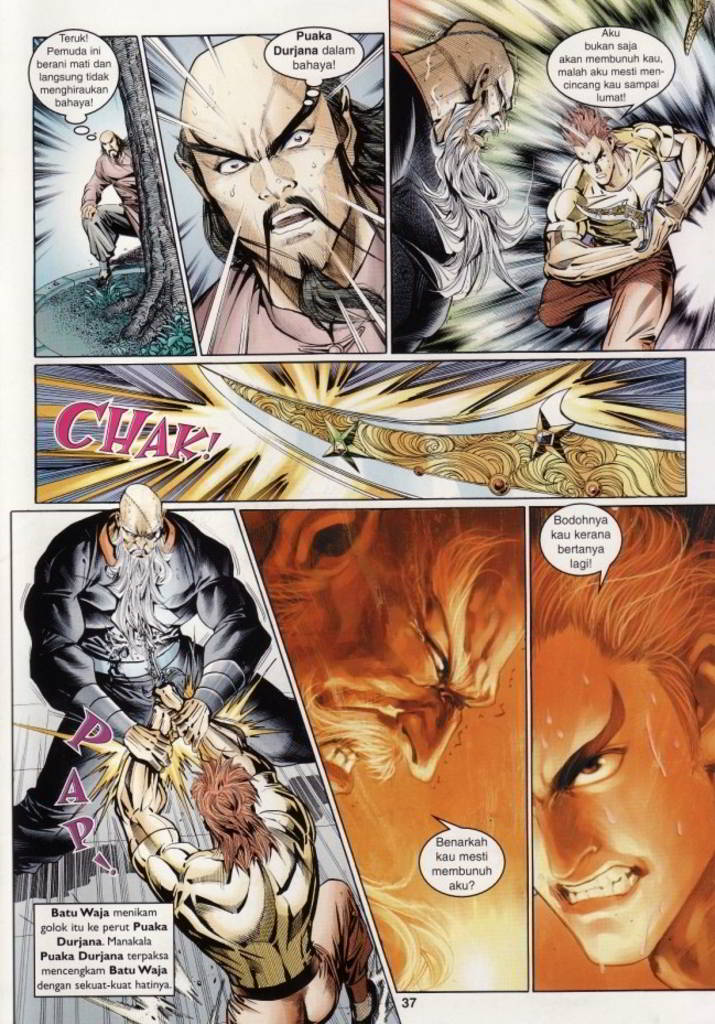 Teruk!
Pemuda ini
berani mati dan
langsung tidak
menghiraukan
bahaya!
Puaka
Durjana dalam
bahaya!
Aku
bukan saja
akan membunuh kau,
malah aku mesti men-
cincang kau sampai
lumat!
CHAK!
PAP!
Batu Waja menikam
golok itu ke perut Puaka
Durjana. Manakala
Puaka Durjana terpaksa
mencengkam Batu Waja
dengan sekuat-kuat hatinya.
Benarkah
kau mesti
membunuh
aku?
Bodohnya
kau kerana
bertanya
lagi!
37